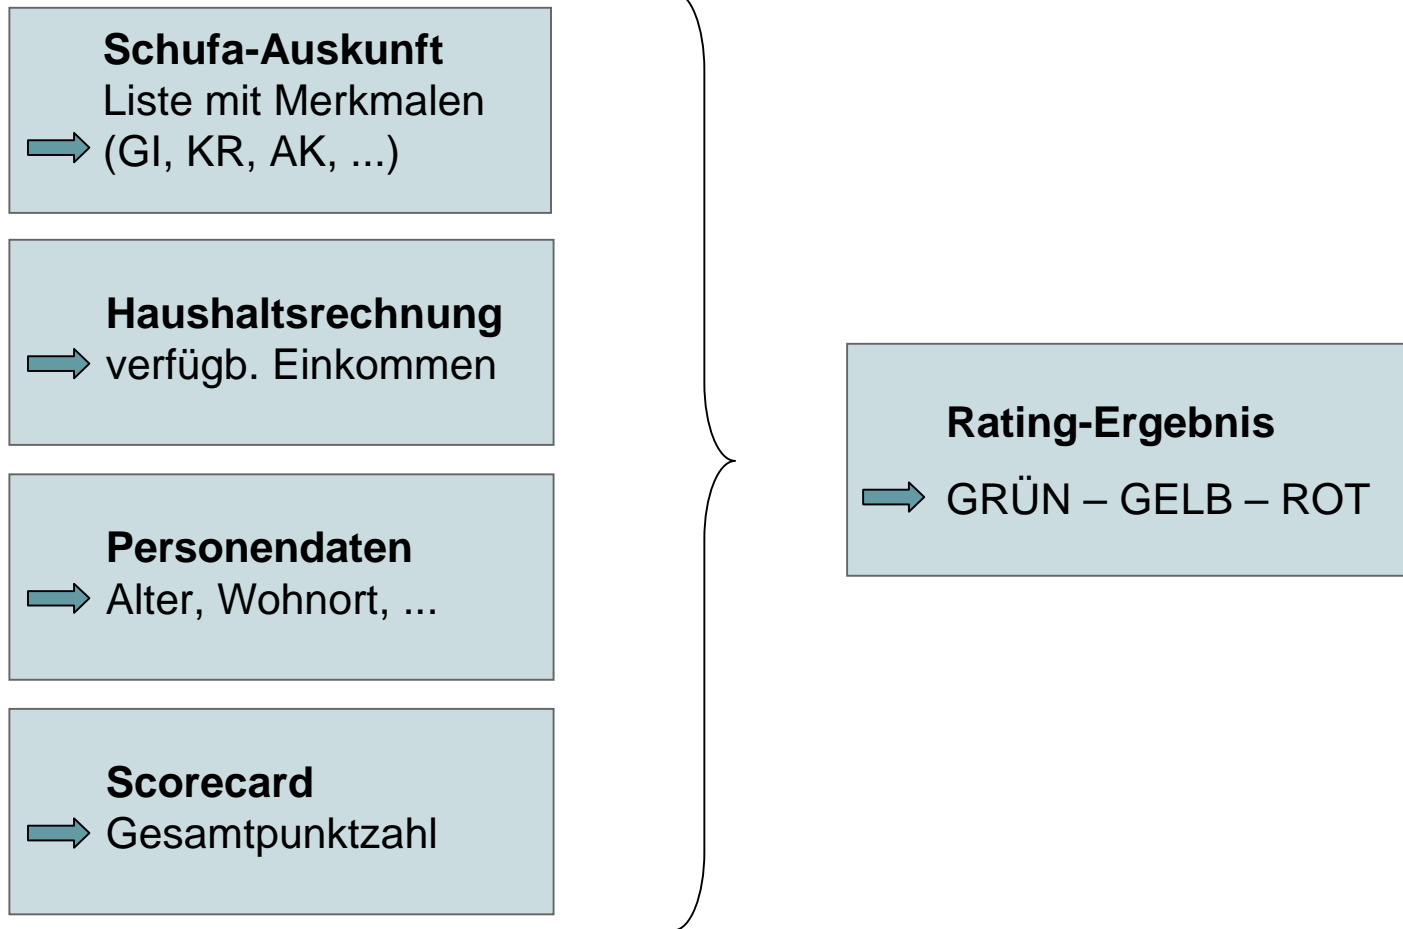 Schufa-Auskunft
Liste mit Merkmalen
(GI, KR, AK, ...)
Haushaltsrechnung
verfügb. Einkommen
Personendaten
Alter, Wohnort, ...
Scorecard
Gesamtpunktzahl
Rating-Ergebnis
GRÜN – GELB – ROT